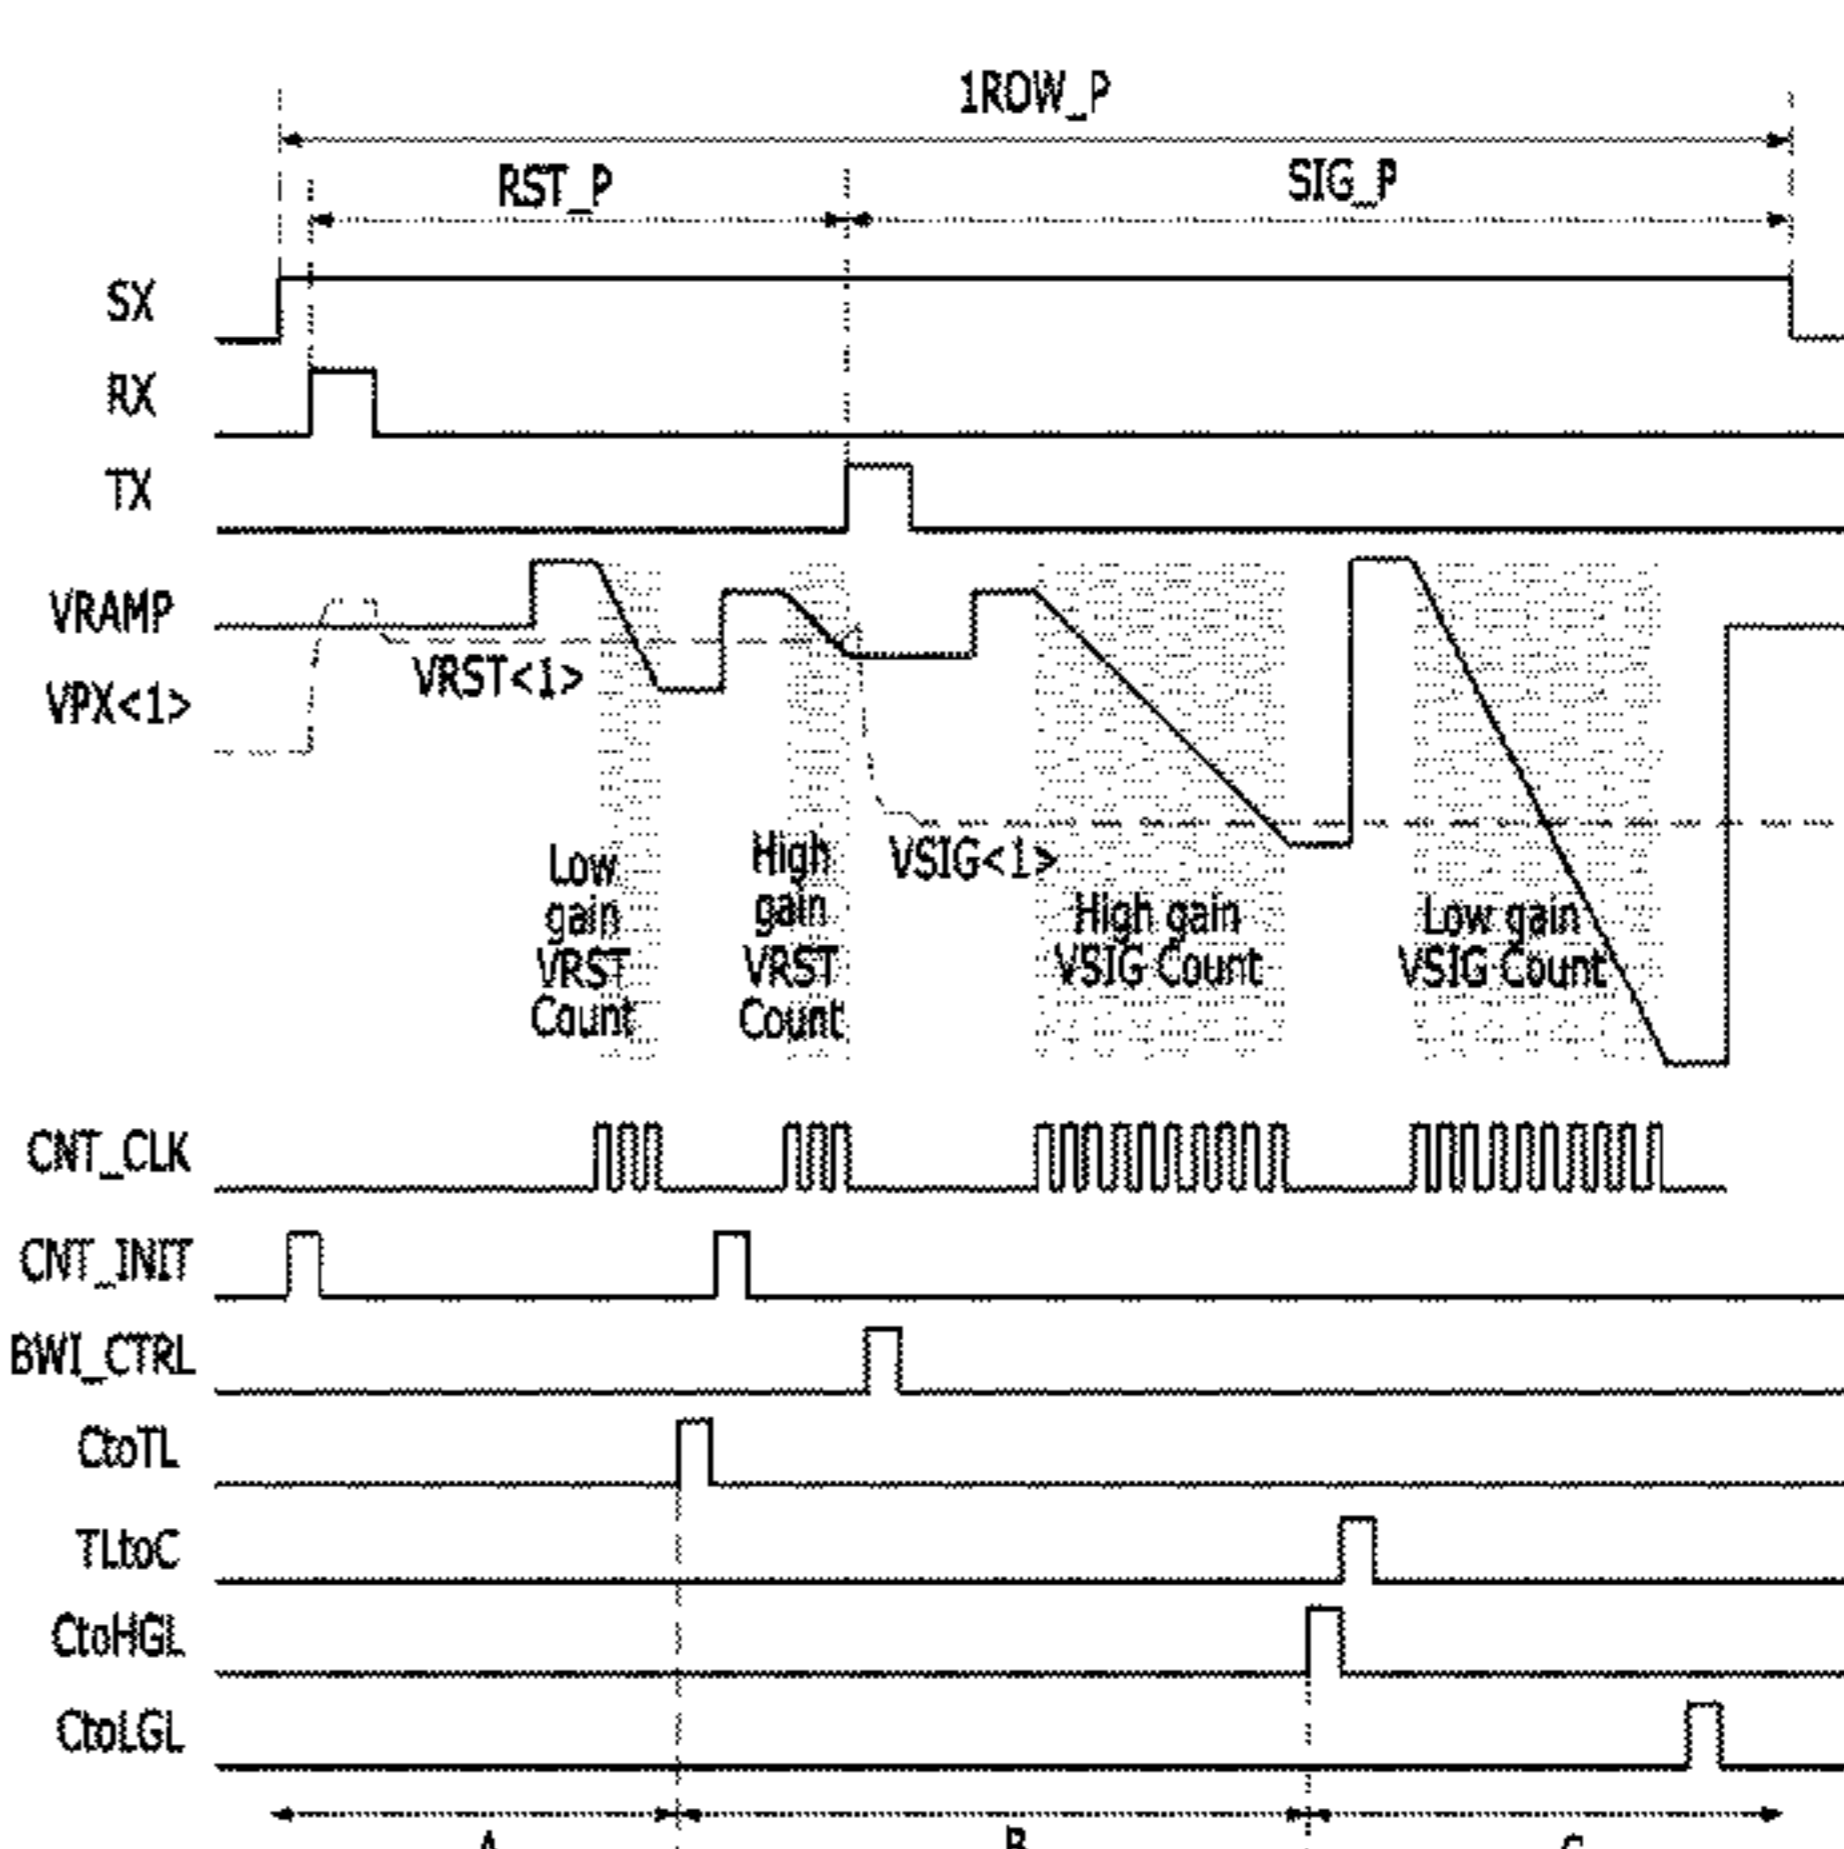 1ROW_P
RST_P
SIG_P
SX
RX
TX
VRAMP
VRST<1>
VPX<1>
VSIG<1>
Low
gain
VRST
Count
High
gain
VRST
Count
High gain
VSIG Count
Low gain
VSIG Count
CNT_CLK
CNT_INIT
BWI_CTRL
CtoTL
TLtoC
CtoHGL
CtoLGL
A
B
C